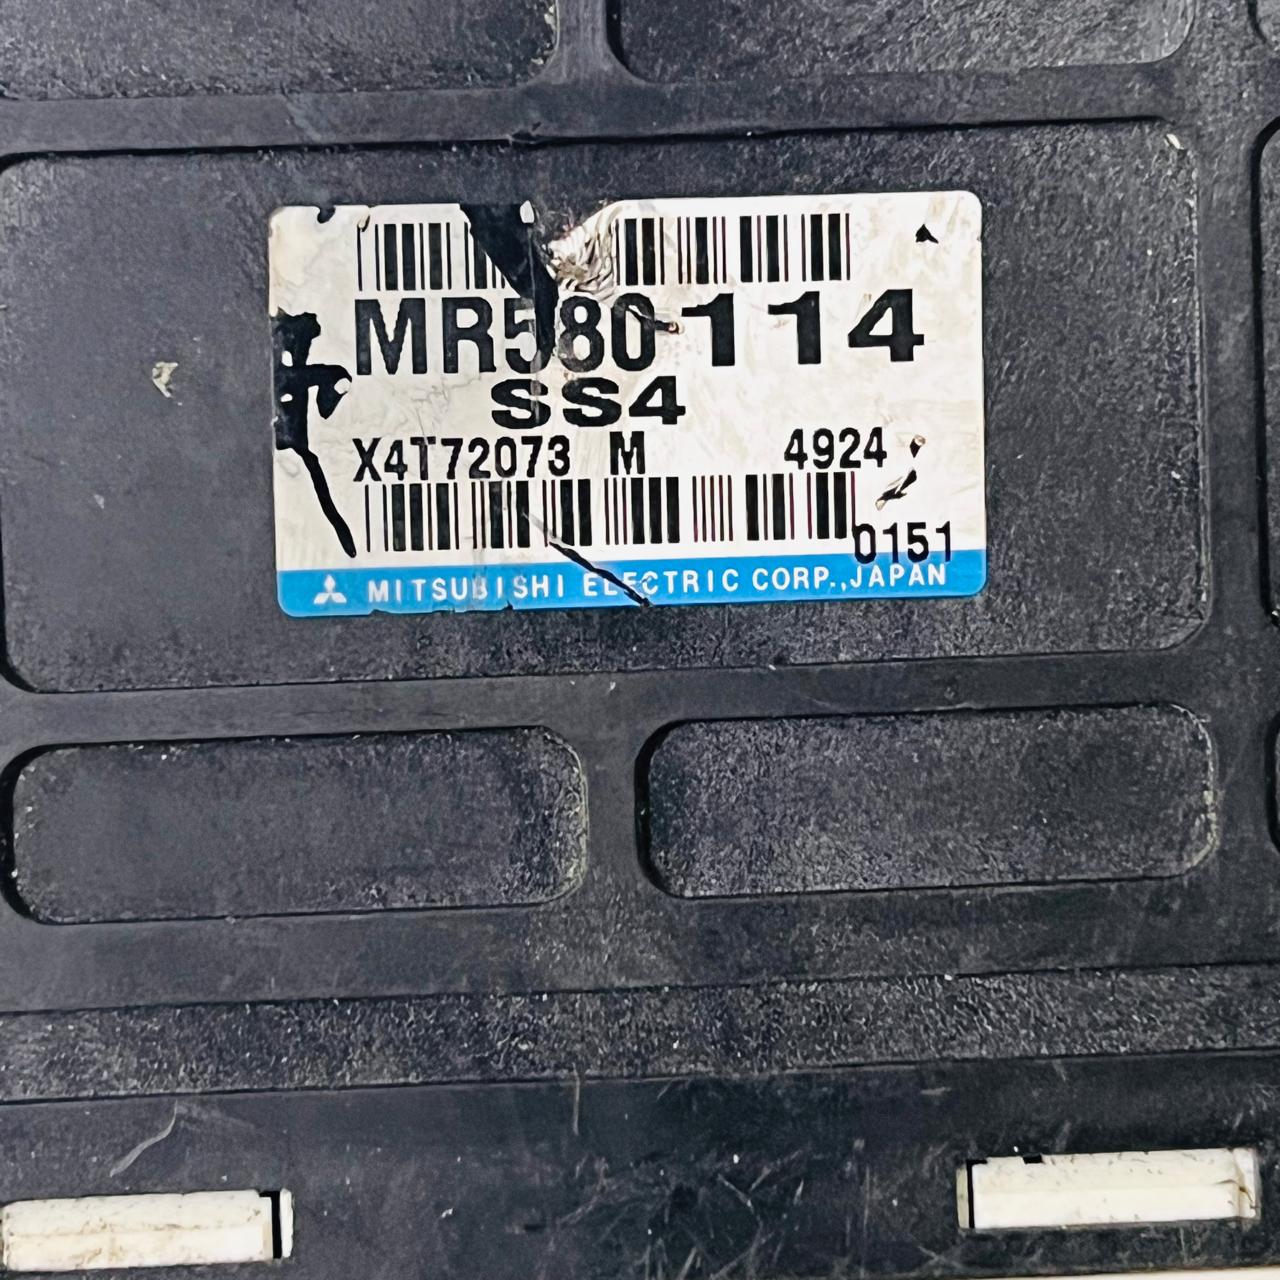 MR580114
SS4
X4T72073 M 4924
0151
MITSUBISHI ELECTRIC CORP.,JAPAN